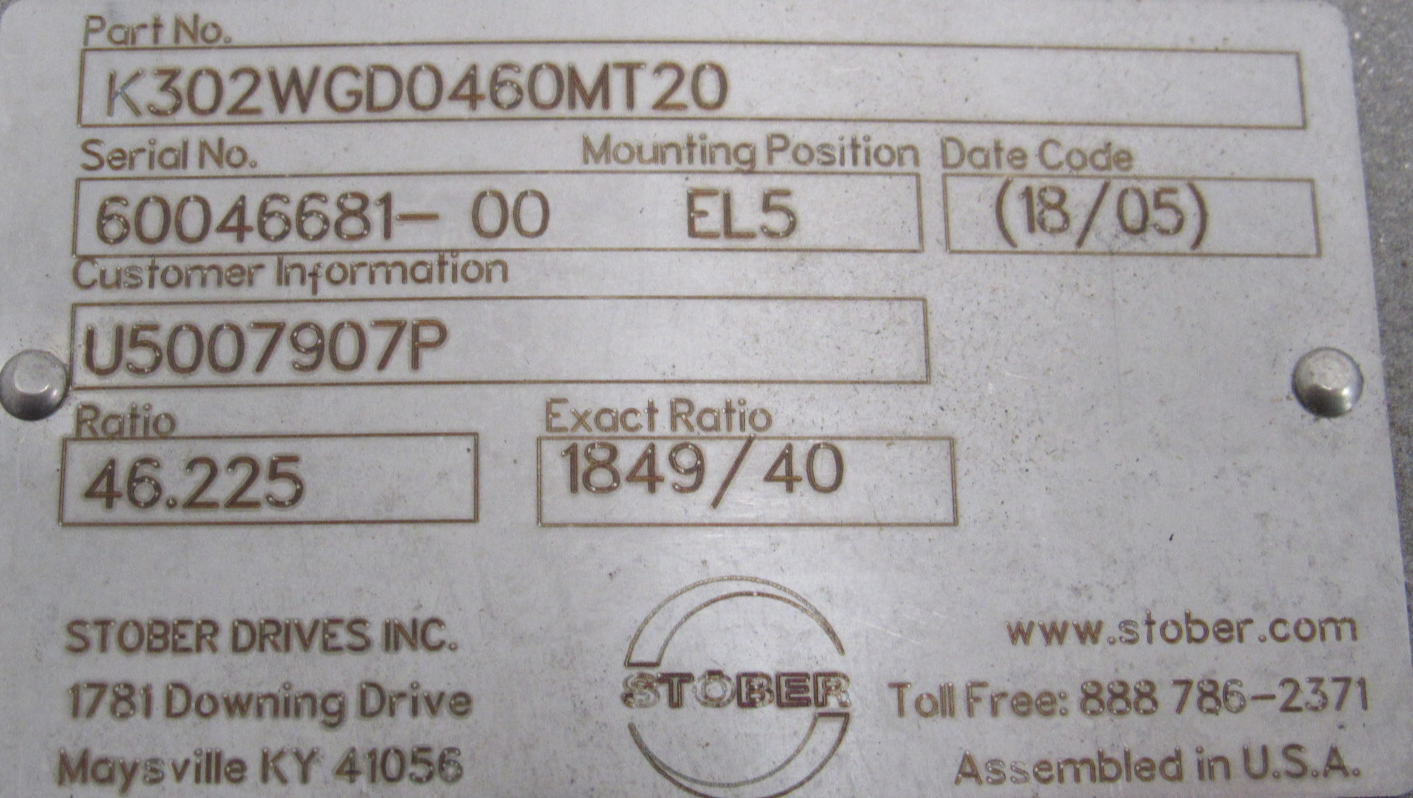 Part No.
K302WGD0460MT20
Serial No. Mounting Position Date Code
60046681- 00 EL5 (18/05)
Customer Information
U5007907P
Ratio Exact Ratio
46.225 1849/40
STOBER DRIVES INC.
1781 Downing Drive
Maysville KY 41056
STOBER
www.stober.com
Toll Free: 888 786-2371
Assembled in U.S.A.